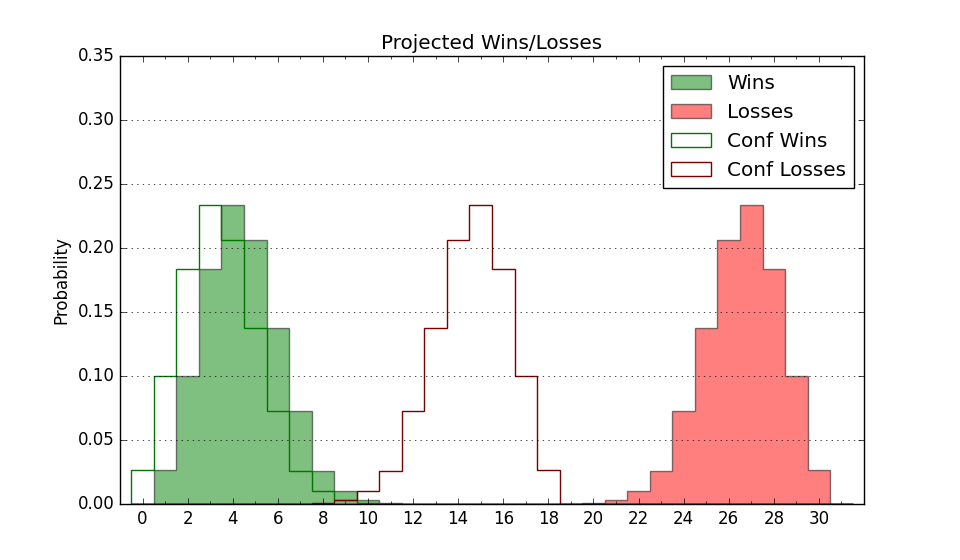 Projected Wins/Losses
0.35
0.30
0.25
0.20
0.15
0.10
0.05
0.00
Probability
Wins
Losses
Conf Wins
Conf Losses
0 2 4 6 8 10 12 14 16 18 20 22 24 26 28 30